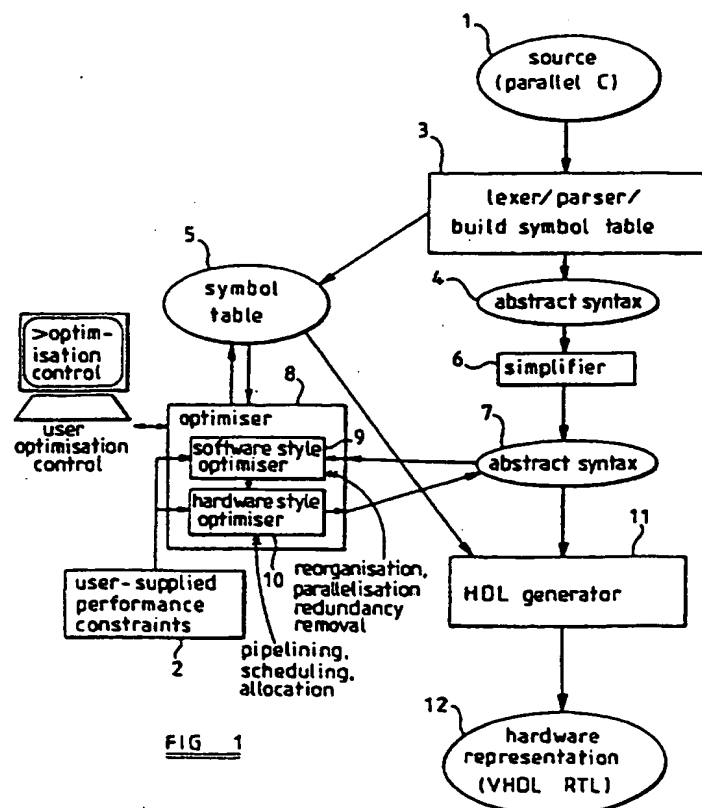 1
source
(parallel C)
3
lexer/parser/
build symbol table
5
symbol
table
4
abstract syntax
>optim-
isation
control
6
simplifier
user
optimisation
control
8
optimiser
9
software style
optimiser
7
abstract syntax
hardware style
optimiser
10
reorganisation,
parallelisation
redundancy
removal
11
HDL generator
user-supplied
performance
constraints
2
pipelining,
scheduling,
allocation
12
hardware
representation
(VHDL RTL)
FIG 1